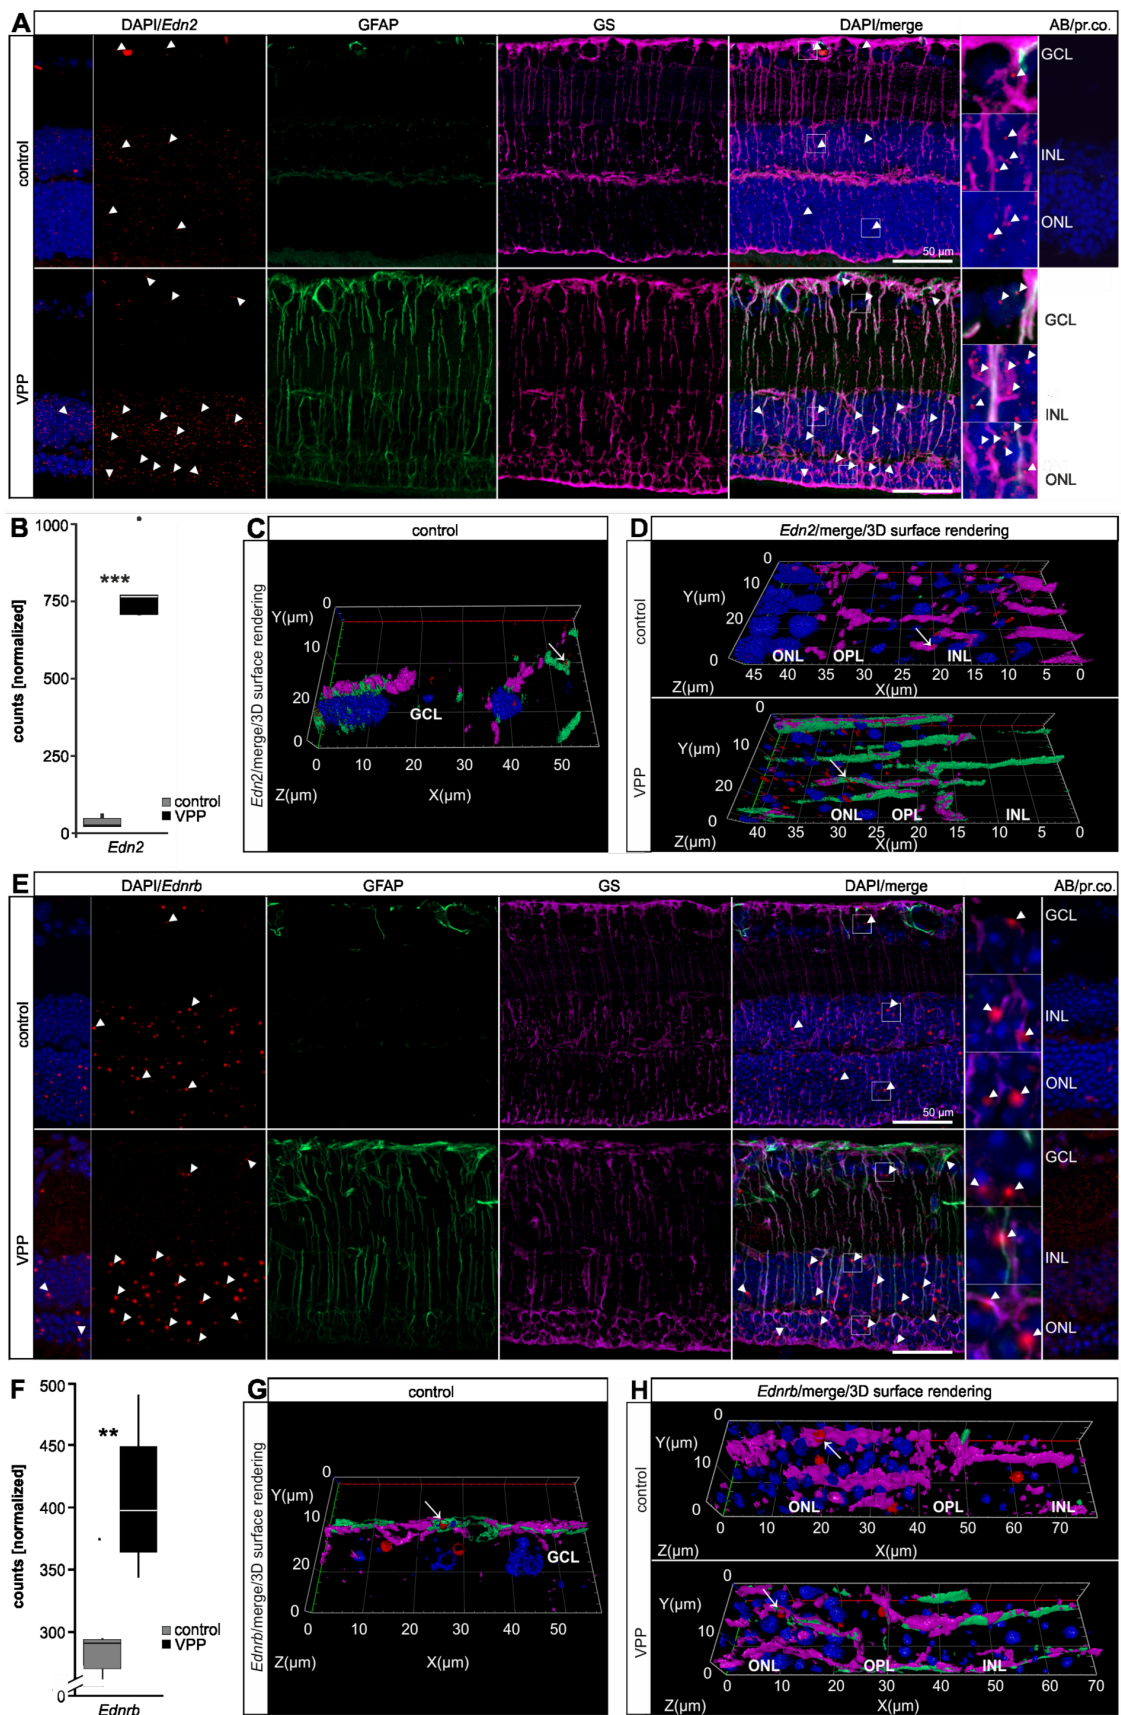 A DAPI/Edn2 GFAP GS DAPI/merge AB/pr.co.
control
GCL
INL
ONL
50 µm
VPP
GCL
INL
ONL
B
counts [normalized]
1000
750
500
250
0
***
control
VPP
Edn2
C control
Edn2/merge/3D surface rendering
0
Y(µm)
10
20
0
GCL
0 10 20 30 40 50
Z(µm) X(µm)
D Edn2/merge/3D surface rendering
control
0
10
Y(µm)
20
0
ONL OPL INL
45 40 35 30 25 20 15 10 5 0
Z(µm) X(µm)
VPP
0
Y(µm)
10
20
0
ONL OPL INL
40 35 30 25 20 15 10 5 0
Z(µm) X(µm)
E DAPI/Ednrb GFAP GS DAPI/merge AB/pr.co.
control
GCL
INL
ONL
50 µm
VPP
GCL
INL
ONL
F
counts [normalized]
500
450
400
350
300
0
**
control
VPP
Ednrb
G control
Ednrb/merge/3D surface rendering
0
Y(µm)
10
20
0
GCL
0 10 20 30 40 50
Z(µm) X(µm)
H Ednrb/merge/3D surface rendering
control
0
Y(µm)
10
0
ONL OPL INL
0 10 20 30 40 50 60 70
Z(µm) X(µm)
VPP
0
Y(µm)
10
0
ONL OPL INL
0 10 20 30 40 50 60 70
Z(µm) X(µm)